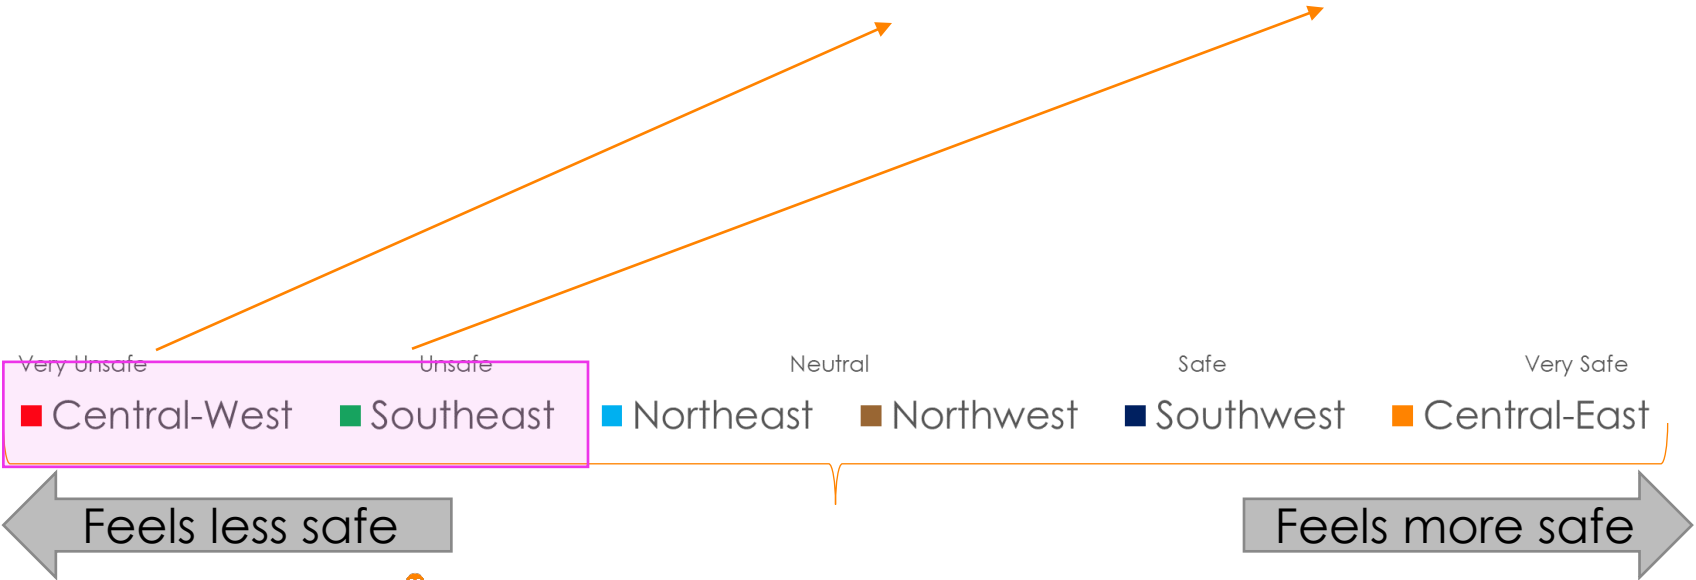 Very Unsafe Unsafe Neutral Safe Very Safe
Central-West Southeast Northeast Northwest Southwest Central-East
Feels less safe Feels more safe